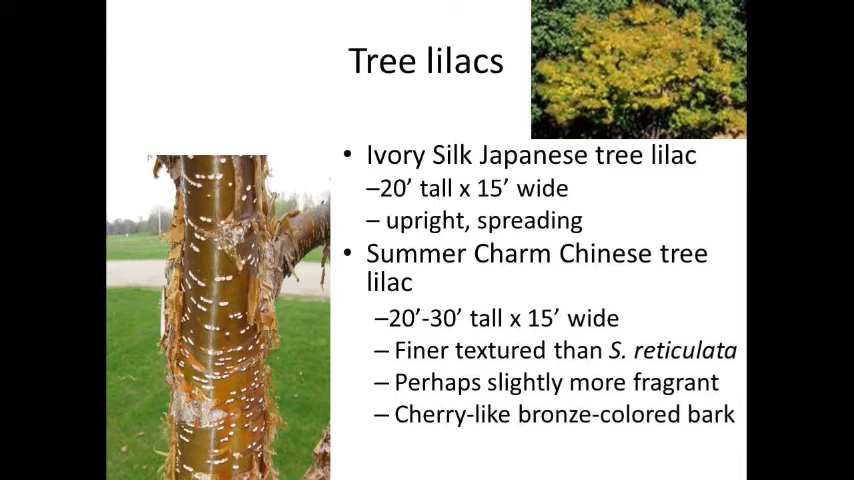 Tree lilacs
• Ivory Silk Japanese tree lilac
–20’ tall x 15’ wide
– upright, spreading
• Summer Charm Chinese tree
lilac
–20’-30’ tall x 15’ wide
– Finer textured than S. reticulata
– Perhaps slightly more fragrant
– Cherry-like bronze-colored bark